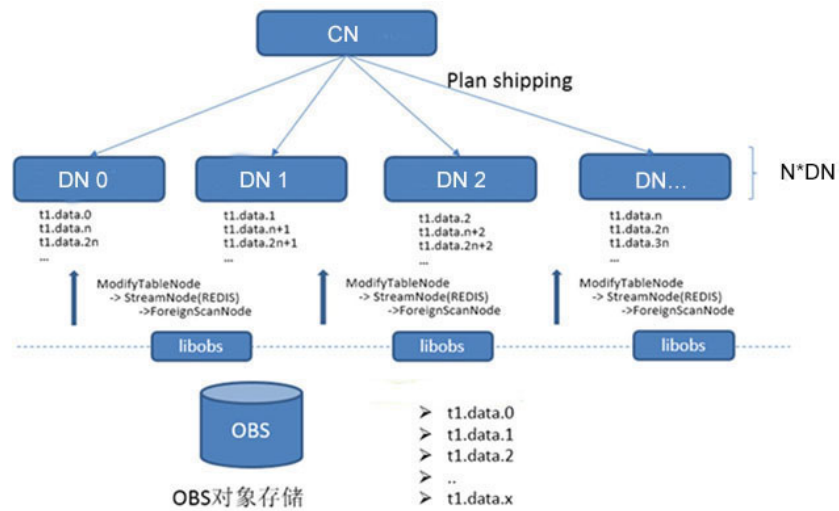 CN
Plan shipping
DN 0
DN 1
DN 2
DN...
N*DN
t1.data.0
t1.data.n
t1.data.2n
...
t1.data.1
t1.data.n+1
t1.data.2n+1
...
t1.data.2
t1.data.n+2
t1.data.2n+2
...
t1.data.n
t1.data.2n
t1.data.3n
...
ModifyTableNode
-> StreamNode(REDIS)
->ForeignScanNode
ModifyTableNode
-> StreamNode(REDIS)
->ForeignScanNode
ModifyTableNode
-> StreamNode(REDIS)
->ForeignScanNode
libobs
libobs
libobs
OBS
OBS对象存储
➤ t1.data.0
➤ t1.data.1
➤ t1.data.2
➤ ..
➤ t1.data.x